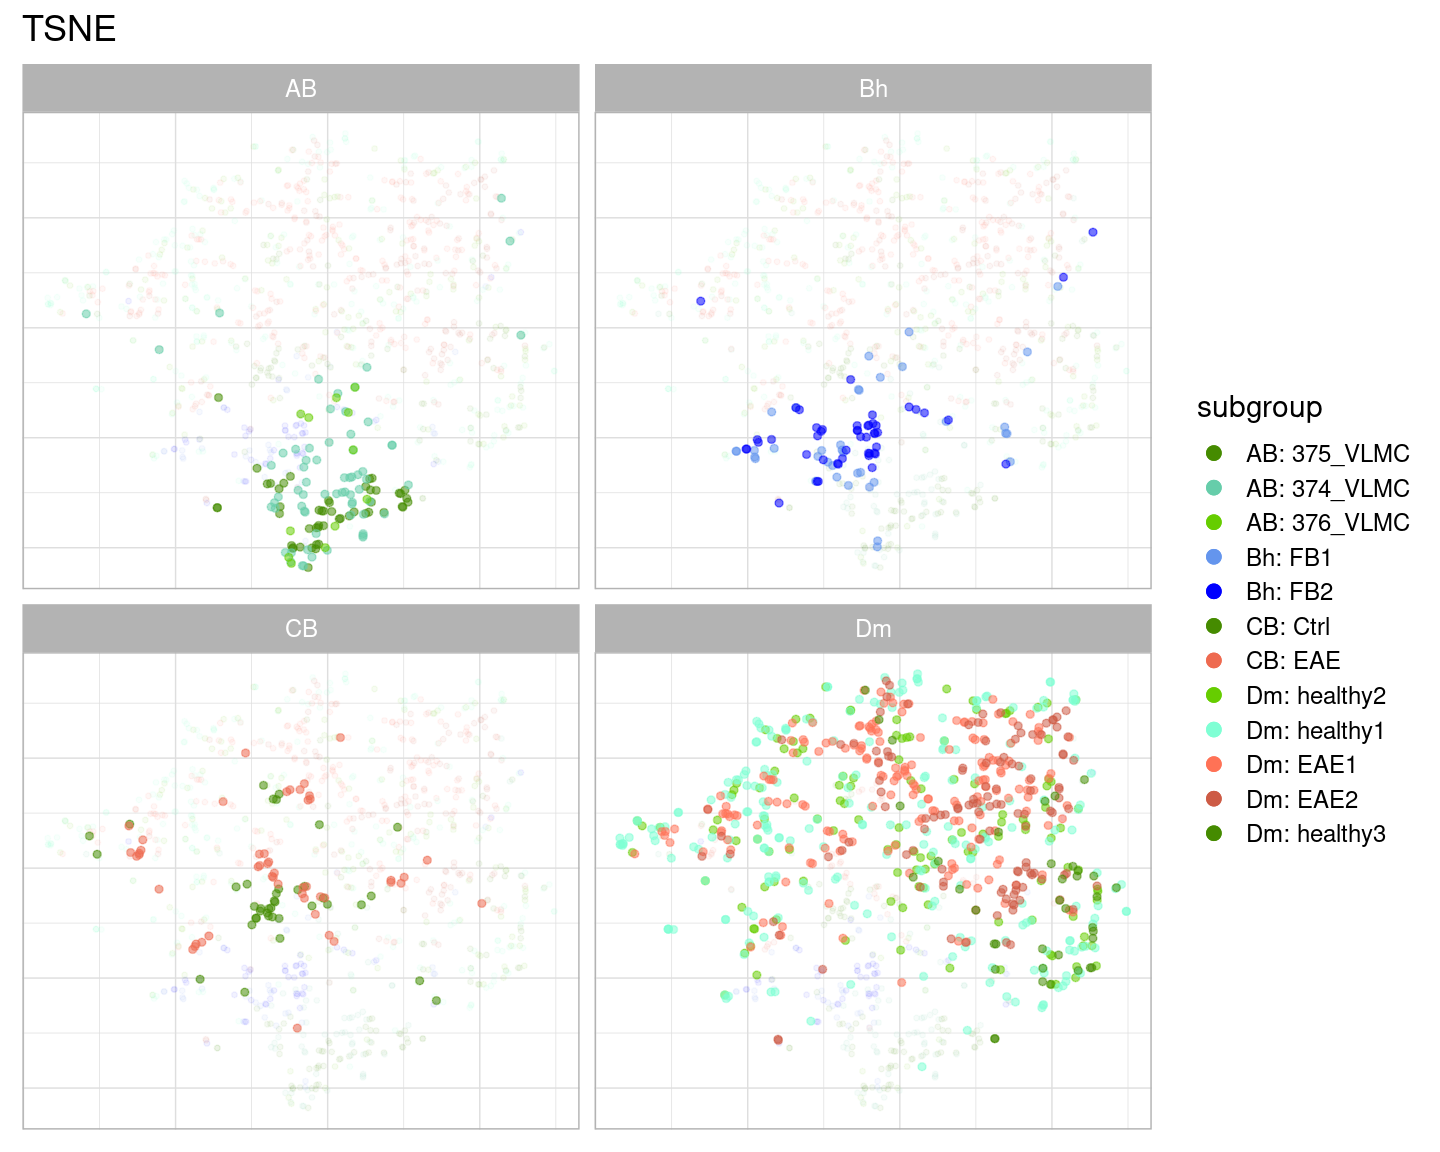 TSNE
AB
Bh
CB
Dm
subgroup
AB: 375_VLMC
AB: 374_VLMC
AB: 376_VLMC
Bh: FB1
Bh: FB2
CB: Ctrl
CB: EAE
Dm: healthy2
Dm: healthy1
Dm: EAE1
Dm: EAE2
Dm: healthy3